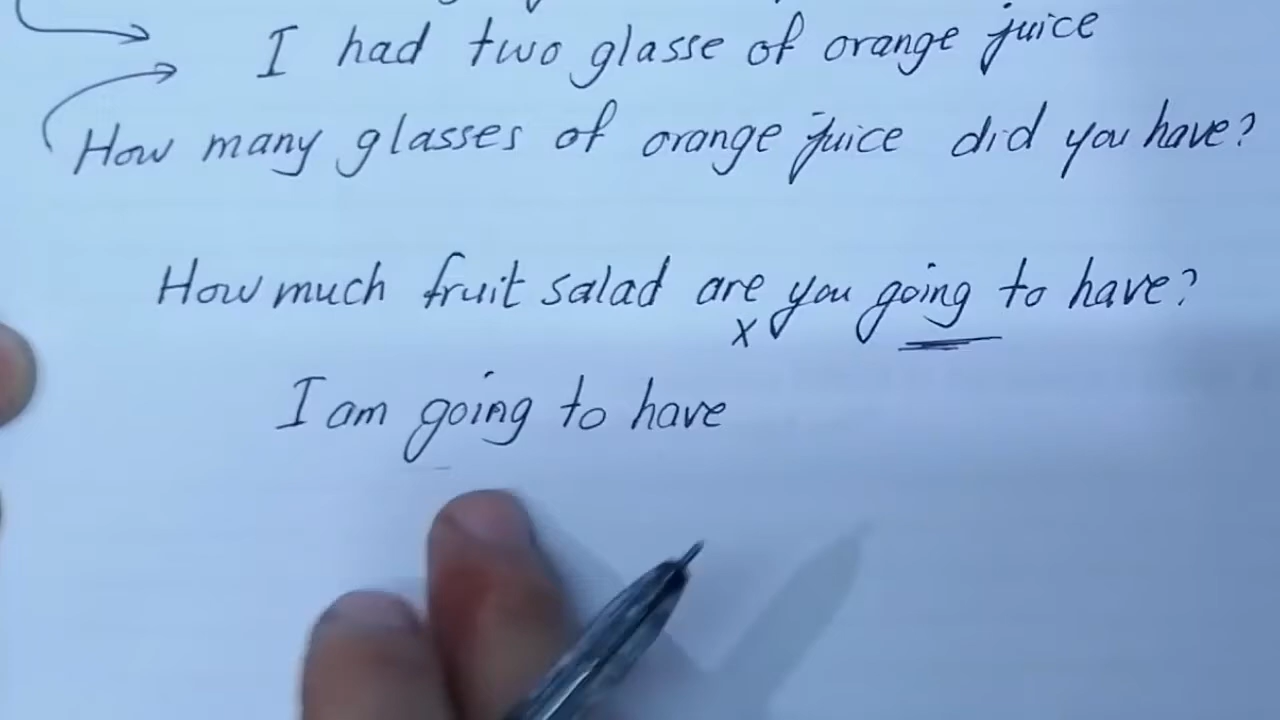 I had two glasse of orange juice
How many glasses of orange juice did you have?
How much fruit salad are you going to have?
x
I am going to have